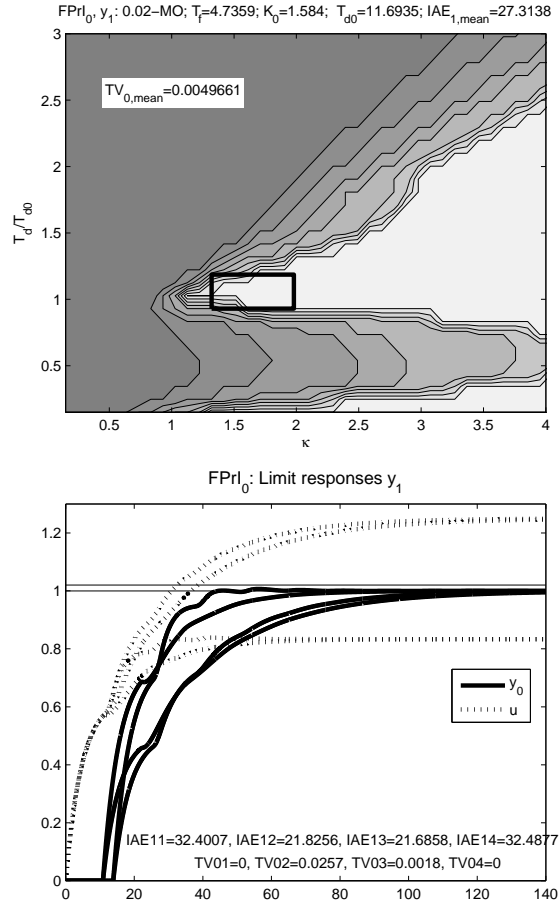 FPrI0, y1: 0.02−MO; Tf=4.7359; K0=1.584; Td0=11.6935; IAE1,mean=27.3138
3
TV0,mean=0.0049661
2.5
2
Td/Td0
1.5
1
0.5
0.5 1 1.5 2 2.5 3 3.5 4
κ
FPrI0: Limit responses y1
1.2
1
0.8
y0
u
0.6
0.4
0.2
IAE11=32.4007, IAE12=21.8256, IAE13=21.6858, IAE14=32.4877
TV01=0, TV02=0.0257, TV03=0.0018, TV04=0
0
0 20 40 60 80 100 120 140